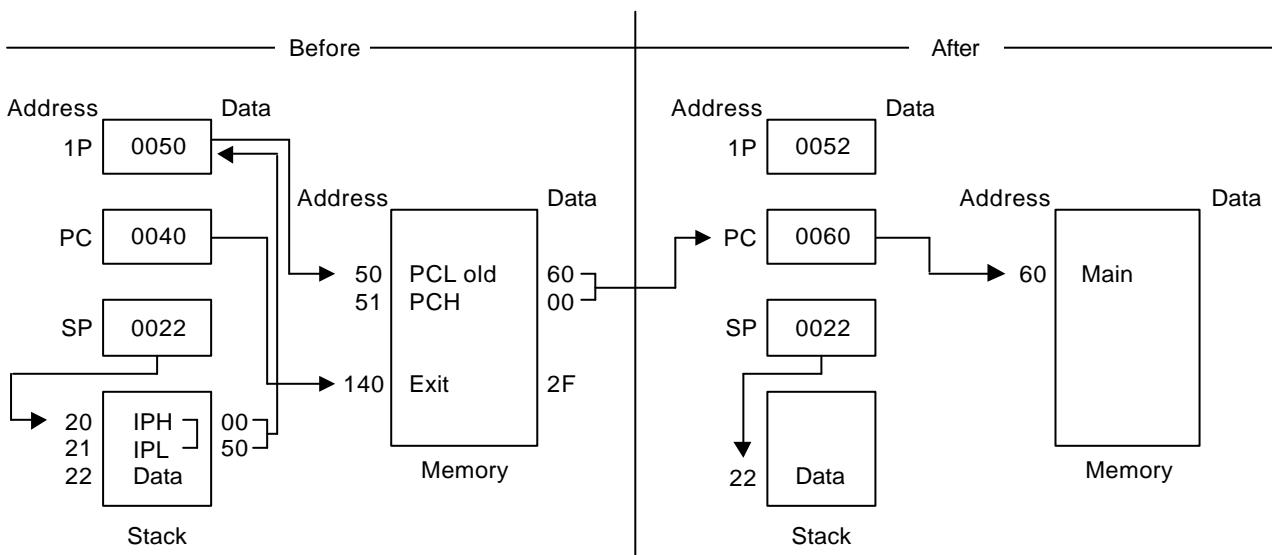 Before
After
Address
Data
1P
0050
PC
0040
SP
0022
20
IPH
00
21
IPL
50
22
Data
Stack
Address
Data
50
PCL old
60
51
PCH
00
140
Exit
2F
Memory
Address
Data
1P
0052
PC
0060
SP
0022
22
Data
Stack
Address
Data
60
Main
Memory